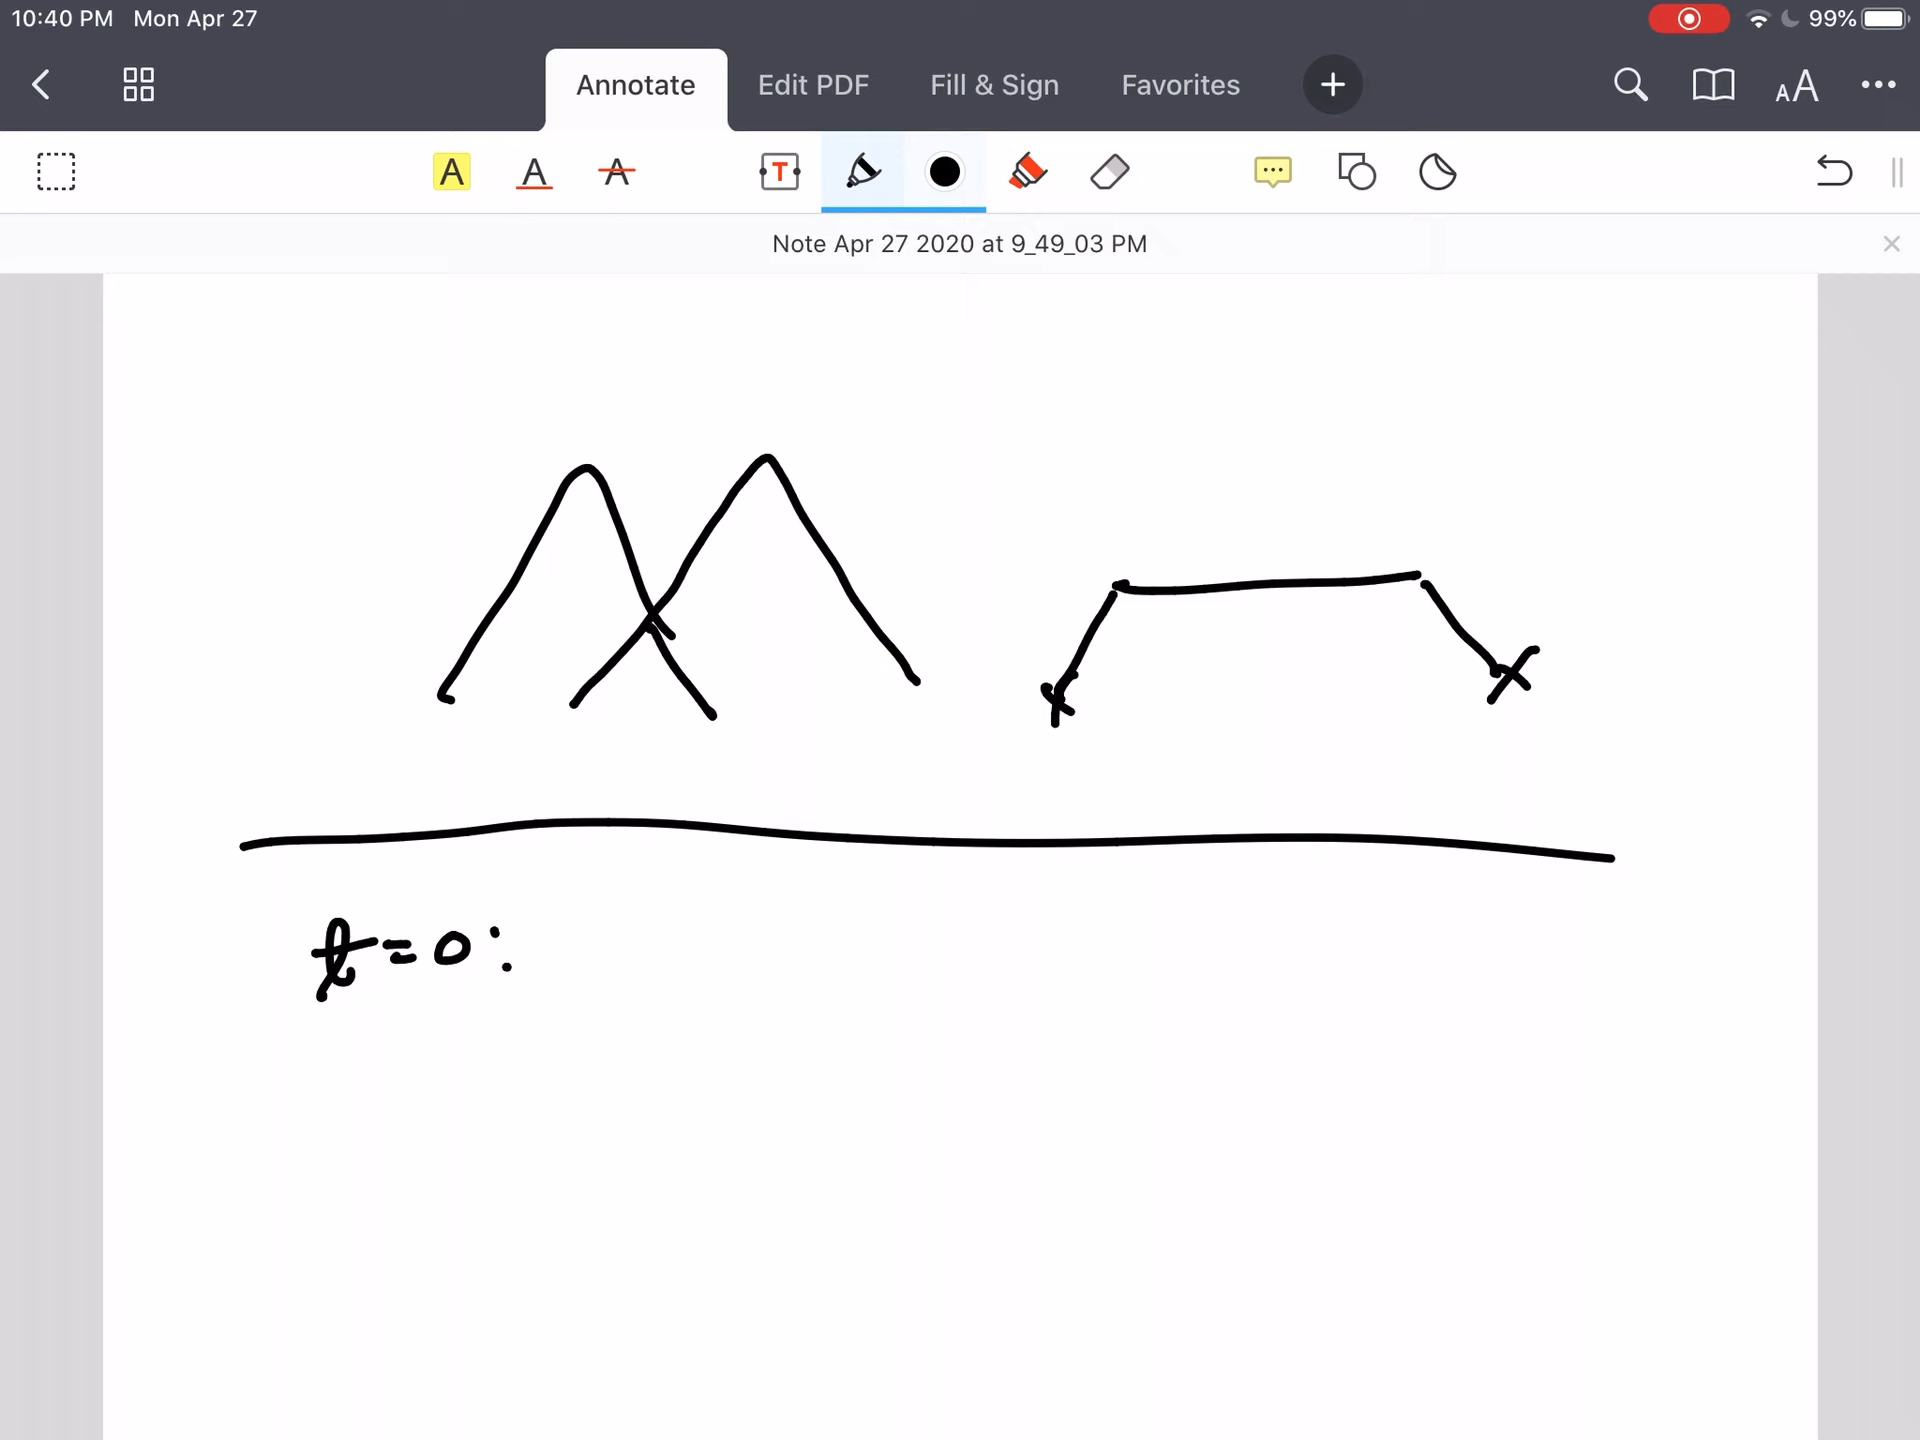 10:40 PM Mon Apr 27 99%
Annotate Edit PDF Fill & Sign Favorites AA
A A A T
Note Apr 27 2020 at 9_49_03 PM
t=0: